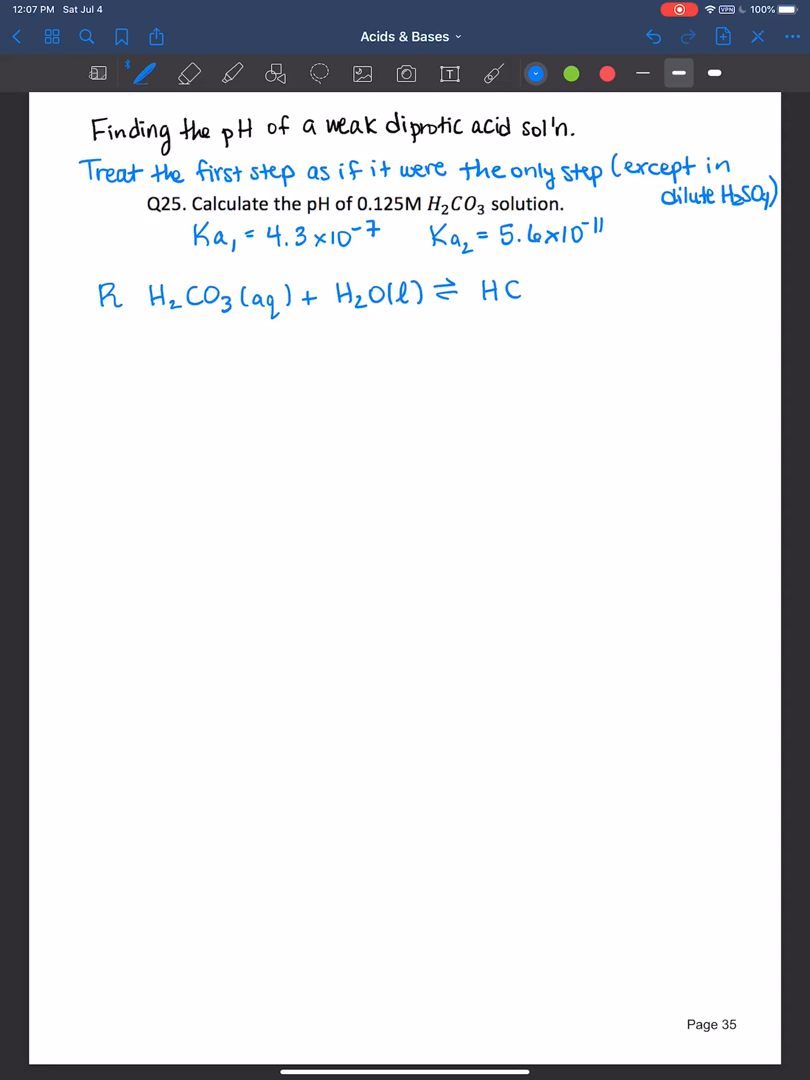 12:07 PM Sat Jul 4
VPN 100%
Acids & Bases
T
Finding the pH of a weak diprotic acid sol'n.
Treat the first step as if it were the only step (except in
dilute H₂SO₄)
Q25. Calculate the pH of 0.125M H₂CO₃ solution.
Ka₁ = 4.3×10⁻⁷ Ka₂ = 5.6×10⁻¹¹
R H₂CO₃(aq) + H₂O(l) ⇌ HC
Page 35